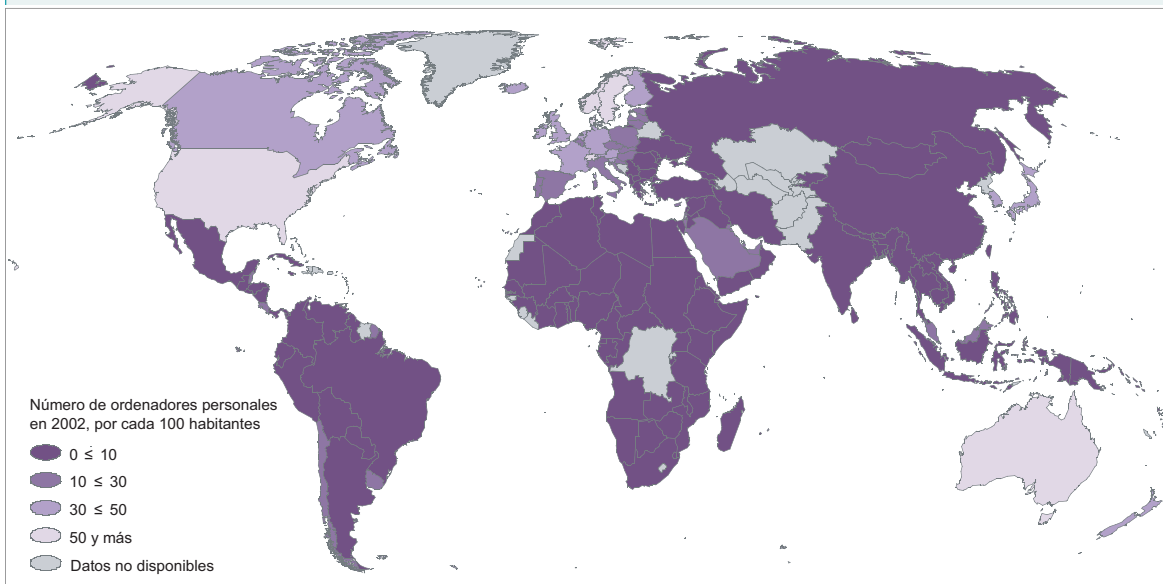 Número de ordenadores personales
en 2002, por cada 100 habitantes
0 ≤ 10
10 ≤ 30
30 ≤ 50
50 y más
Datos no disponibles